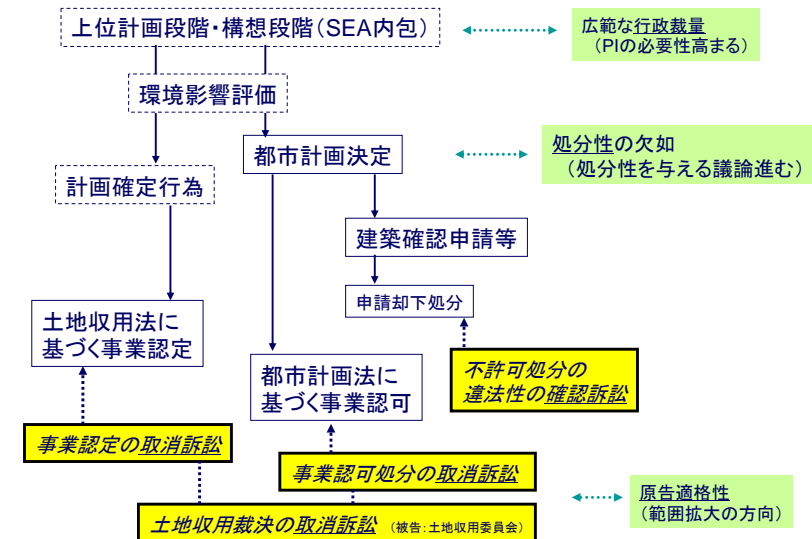 上位計画段階・構想段階（SEA内包）
広範な行政裁量
（PIの必要性高まる）
環境影響評価
都市計画決定
処分性の欠如
（処分性を与える議論進む）
計画確定行為
建築確認申請等
申請却下処分
土地収用法に
基づく事業認定
都市計画法に
基づく事業認可
不許可処分の
違法性の確認訴訟
事業認定の取消訴訟
事業認可処分の取消訴訟
原告適格性
（範囲拡大の方向）
土地収用裁決の取消訴訟 （被告：土地収用委員会）